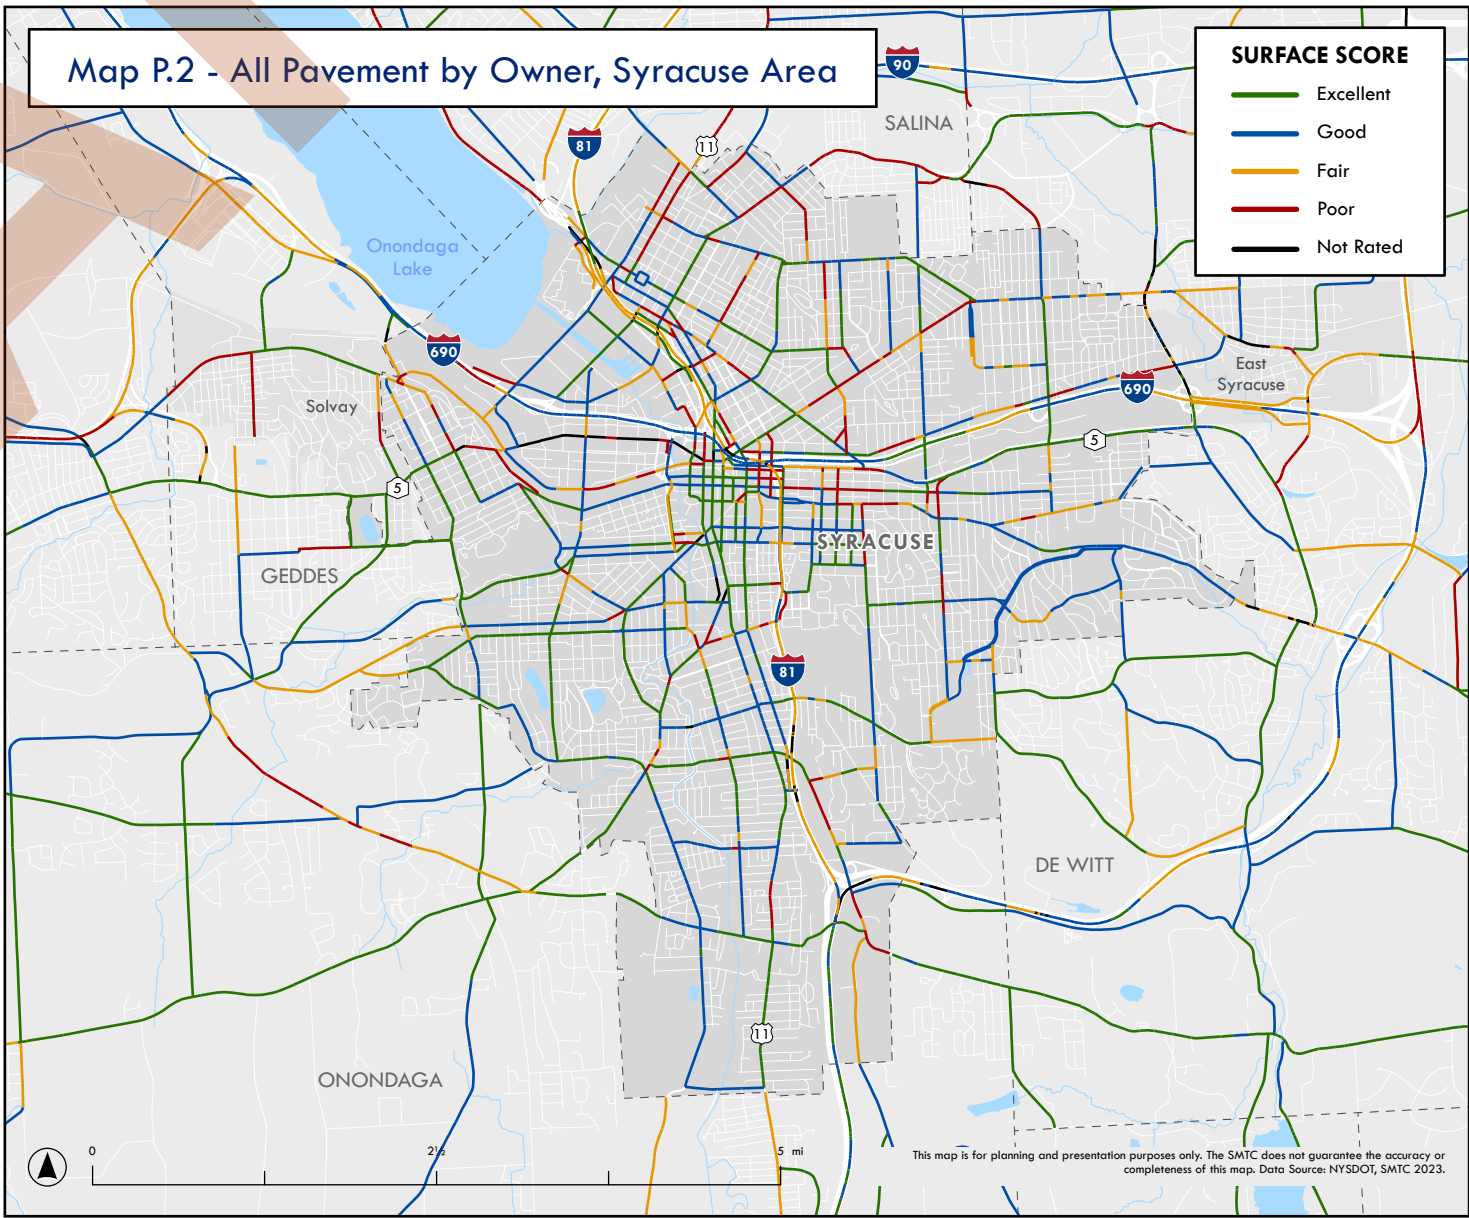 Map P.2 - All Pavement by Owner, Syracuse Area
SURFACE SCORE
Excellent
Good
Fair
Poor
Not Rated
90
SALINA
81
11
Onondaga
Lake
690
East
Syracuse
690
Solvay
5
5
SYRACUSE
GEDDES
81
DE WITT
11
ONONDAGA
0
2½
5 mi
This map is for planning and presentation purposes only. The SMTC does not guarantee the accuracy or
completeness of this map. Data Source: NYSDOT, SMTC 2023.